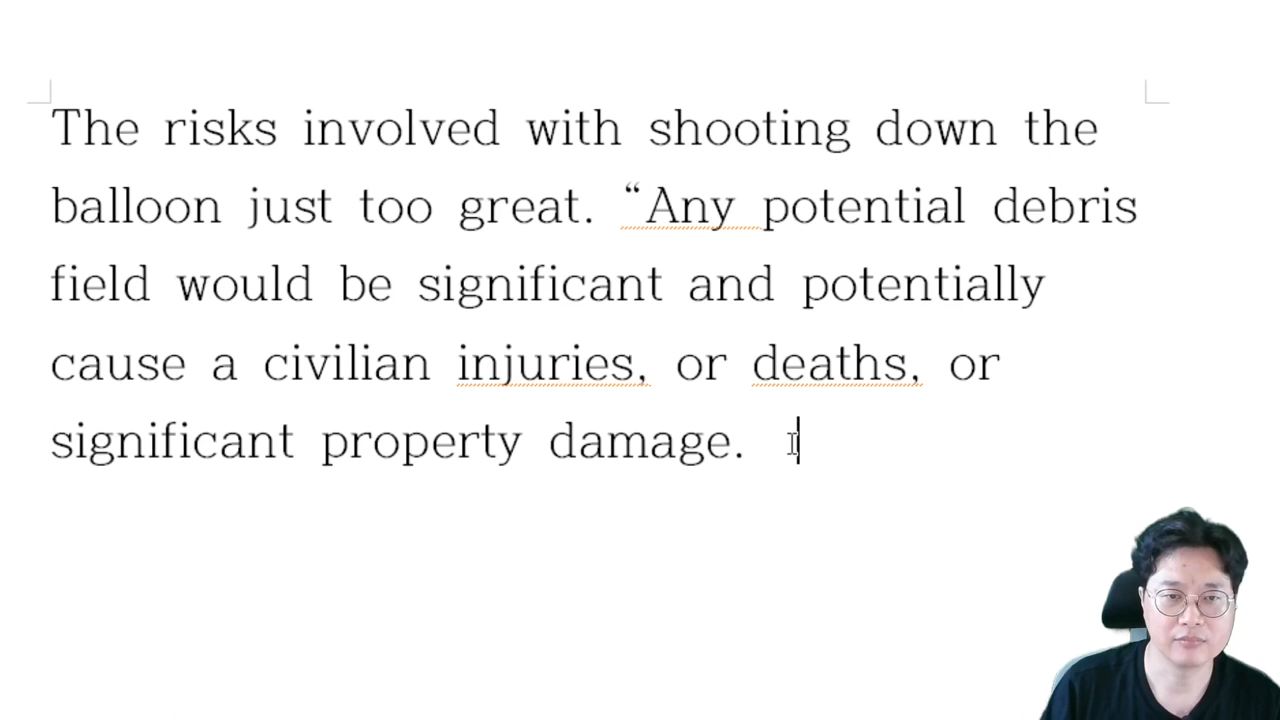 The risks involved with shooting down the
balloon just too great. “Any potential debris
field would be significant and potentially
cause a civilian injuries, or deaths, or
significant property damage.